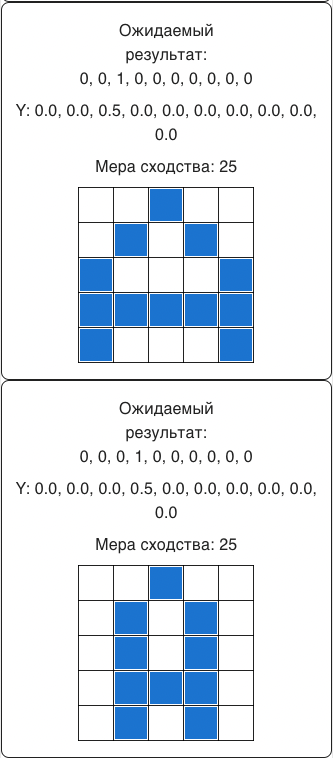 Ожидаемый
результат:
0, 0, 1, 0, 0, 0, 0, 0, 0, 0
Y: 0.0, 0.0, 0.5, 0.0, 0.0, 0.0, 0.0, 0.0, 0.0,
0.0
Мера сходства: 25
Ожидаемый
результат:
0, 0, 0, 1, 0, 0, 0, 0, 0, 0
Y: 0.0, 0.0, 0.0, 0.5, 0.0, 0.0, 0.0, 0.0, 0.0,
0.0
Мера сходства: 25